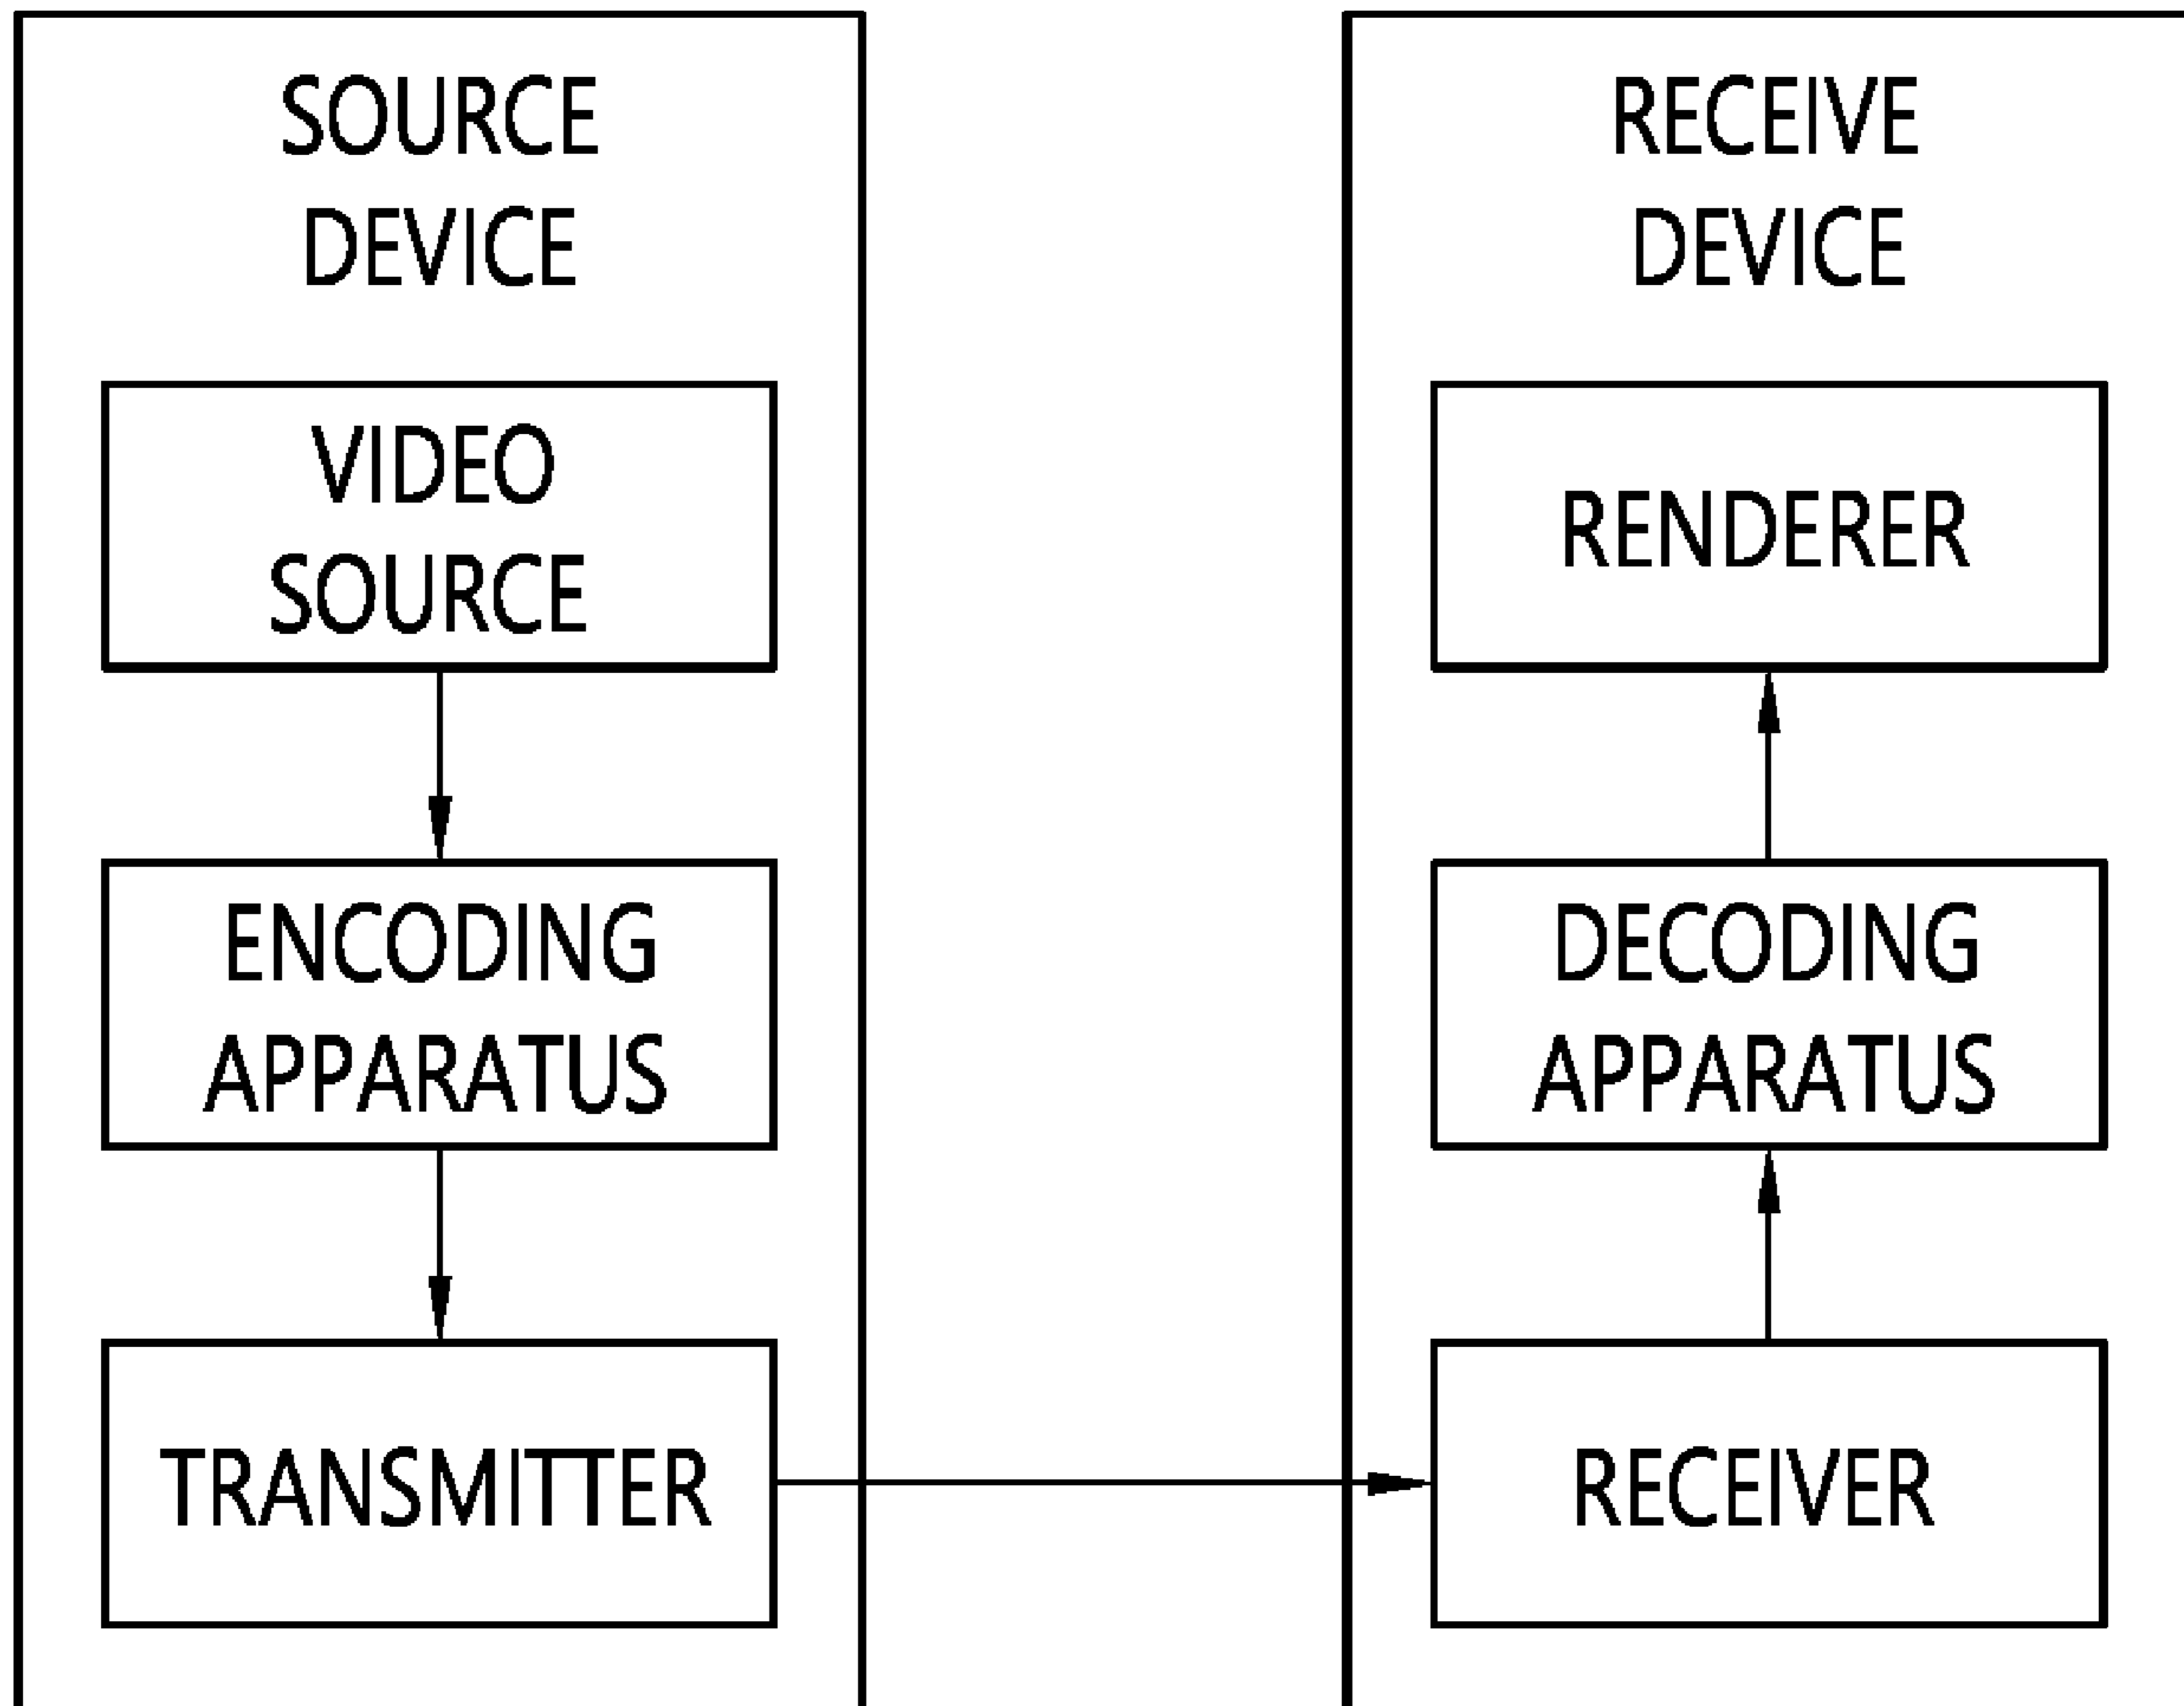 SOURCE
DEVICE
VIDEO
SOURCE
ENCODING
APPARATUS
TRANSMITTER
RECEIVE
DEVICE
RENDERER
DECODING
APPARATUS
RECEIVER